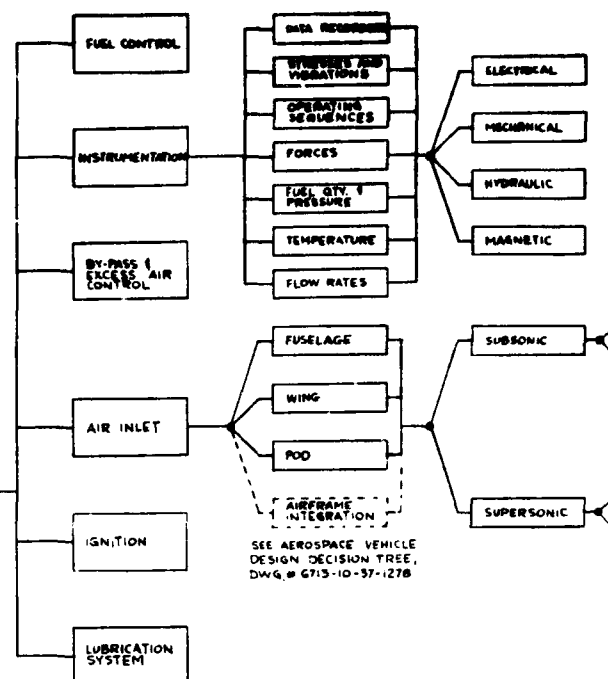 FUEL CONTROL
INSTRUMENTATION
BY-PASS &
EXCESS AIR
CONTROL
AIR INLET
IGNITION
LUBRICATION
SYSTEM
DATA RECORDER
STRESSES AND
VIBRATIONS
OPERATING
SEQUENCES
FORCES
FUEL QTY. &
PRESSURE
TEMPERATURE
FLOW RATES
ELECTRICAL
MECHANICAL
HYDRAULIC
MAGNETIC
FUSELAGE
WING
POD
AIRFRAME
INTEGRATION
SEE AEROSPACE VEHICLE
DESIGN DECISION TREE,
DWG. # 6713-10-37-1278
SUBSONIC
SUPERSONIC